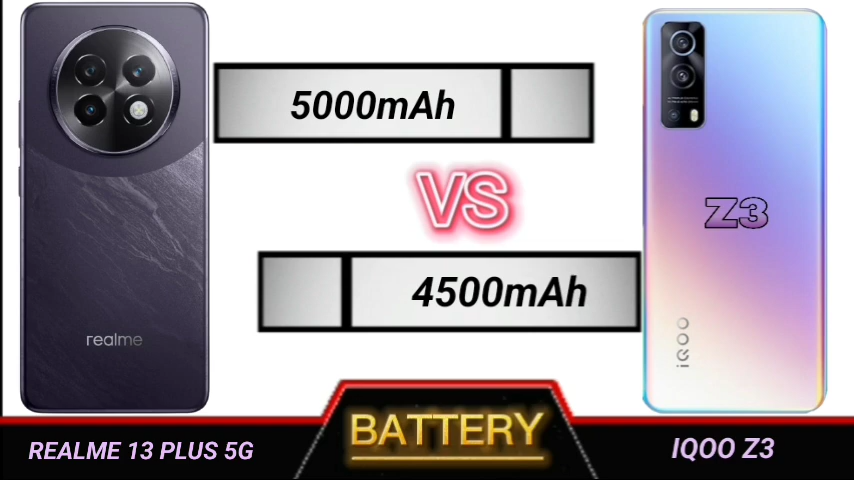 5000mAh
VS
4500mAh
Z3
realme
iQOO
BATTERY
REALME 13 PLUS 5G
IQOO Z3